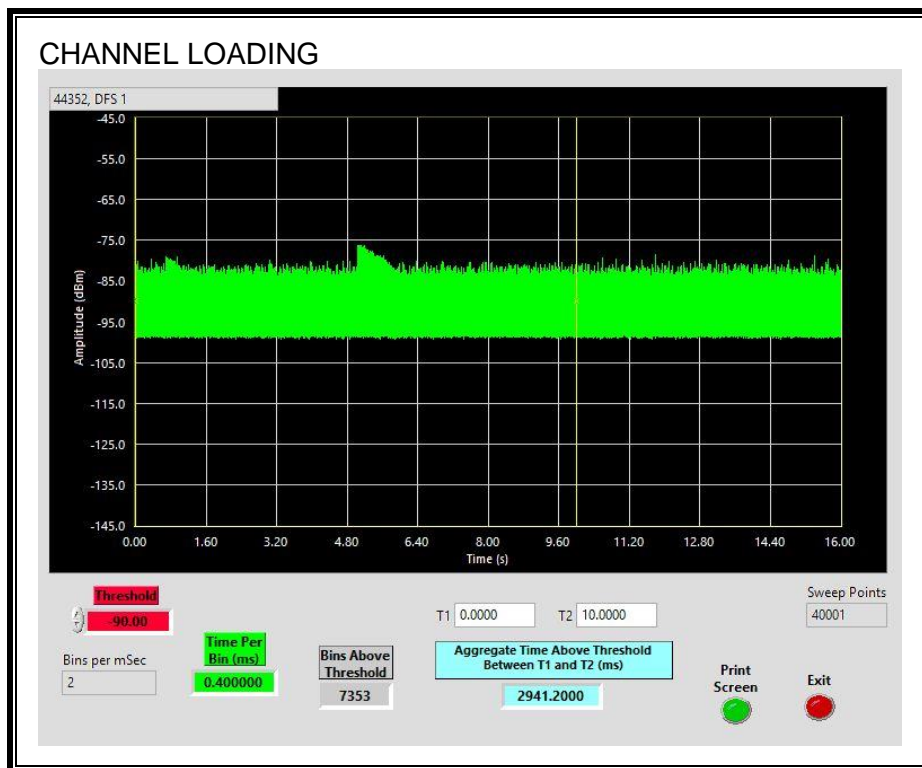 CHANNEL LOADING
44352, DFS 1
-45.0
-55.0
-65.0
-75.0
-85.0
-95.0
-105.0
-115.0
-125.0
-135.0
-145.0
Amplitude (dBm)
0.00 1.60 3.20 4.80 6.40 8.00 9.60 11.20 12.80 14.40 16.00
Time (s)
Threshold
-90.00
Bins per mSec
2
Time Per
Bin (ms)
0.400000
Bins Above
Threshold
7353
T1 0.0000 T2 10.0000
Aggregate Time Above Threshold
Between T1 and T2 (ms)
2941.2000
Sweep Points
40001
Print
Screen
Exit